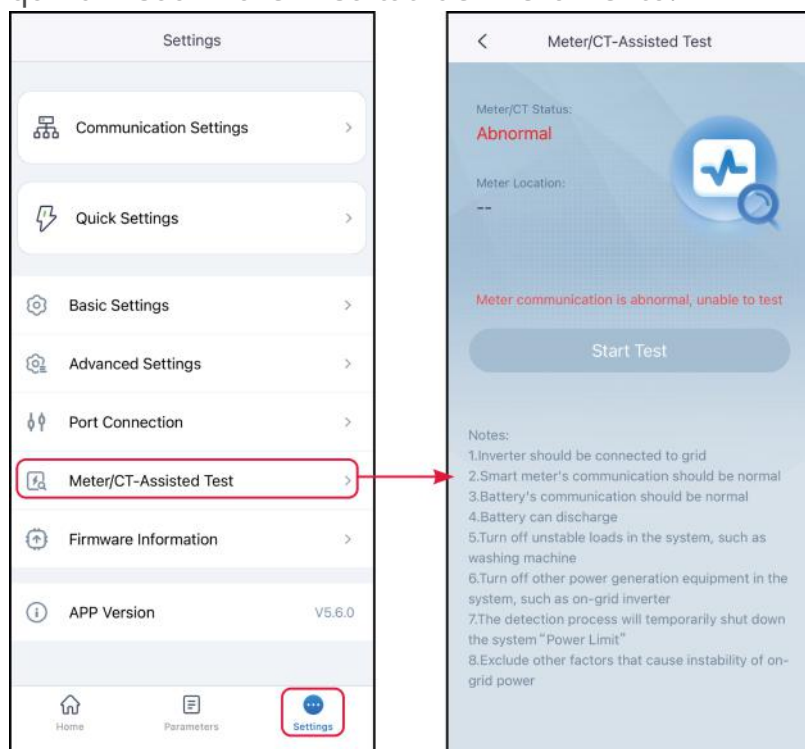 Settings
Communication Settings
Quick Settings
Basic Settings
Advanced Settings
Port Connection
Meter/CT-Assisted Test
Firmware Information
APP Version V5.6.0
Home Parameters Settings
Meter/CT-Assisted Test
Meter/CT Status:
Abnormal
Meter Location:
--
Meter communication is abnormal, unable to test
Start Test
Notes:
1.Inverter should be connected to grid
2.Smart meter's communication should be normal
3.Battery's communication should be normal
4.Battery can discharge
5.Turn off unstable loads in the system, such as
washing machine
6.Turn off other power generation equipment in the
system, such as on-grid inverter
7.The detection process will temporarily shut down
the system "Power Limit"
8.Exclude other factors that cause instability of on-
grid power